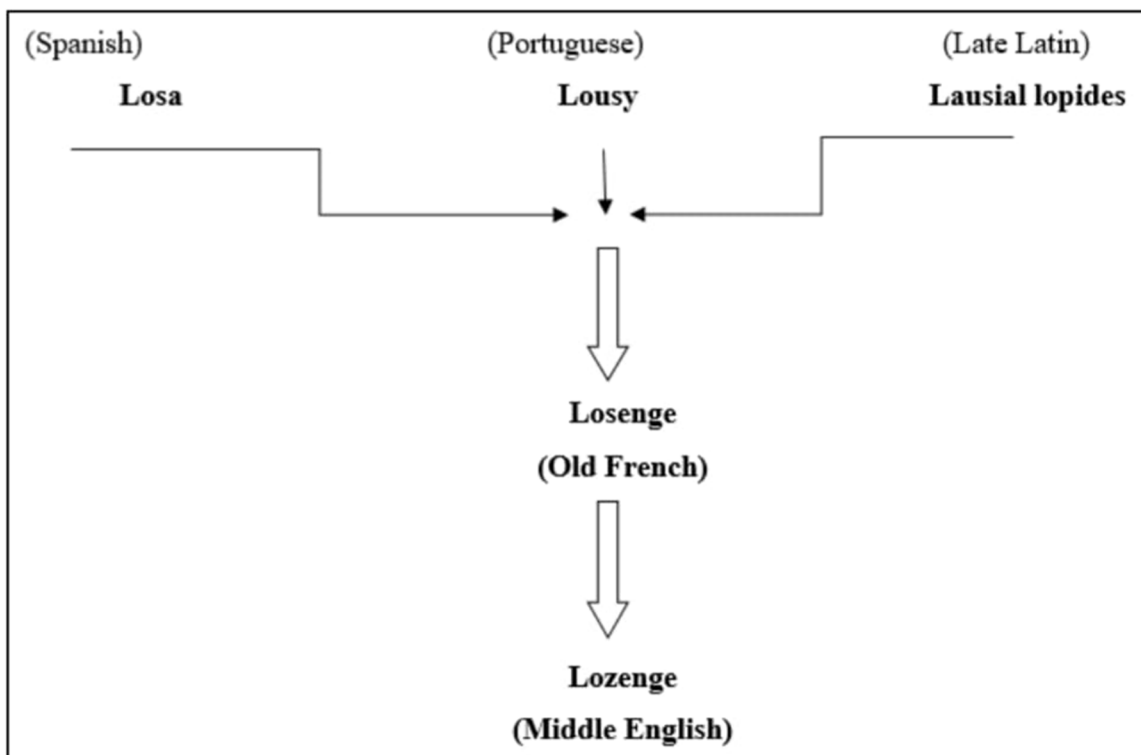 (Spanish) (Portuguese) (Late Latin)
Losa Lousy Lausial lopides
Losenge
(Old French)
Lozenge
(Middle English)